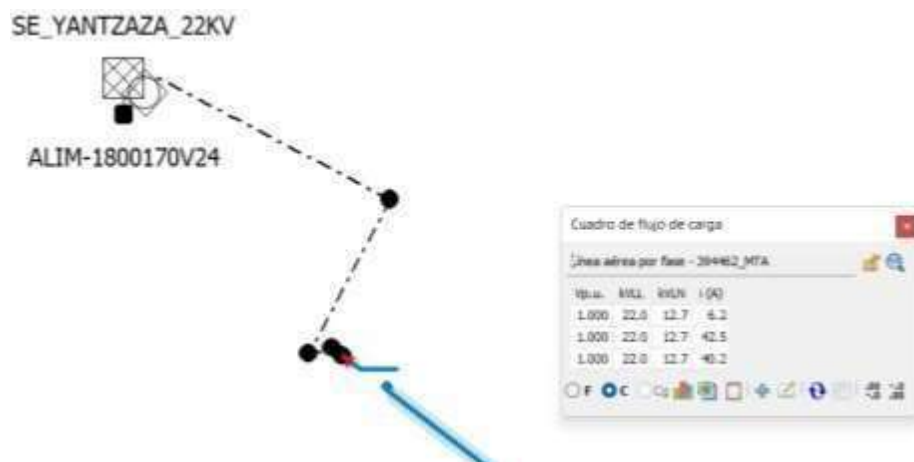 SE_YANTZAZA_22KV
ALIM-1800170V24
Cuadro de flujo de carga
Línea aérea por fase - 394462_MTA
Vp.u. kVLL kVLN i (A)
1.000 22.0 12.7 6.2
1.000 22.0 12.7 42.5
1.000 22.0 12.7
F C